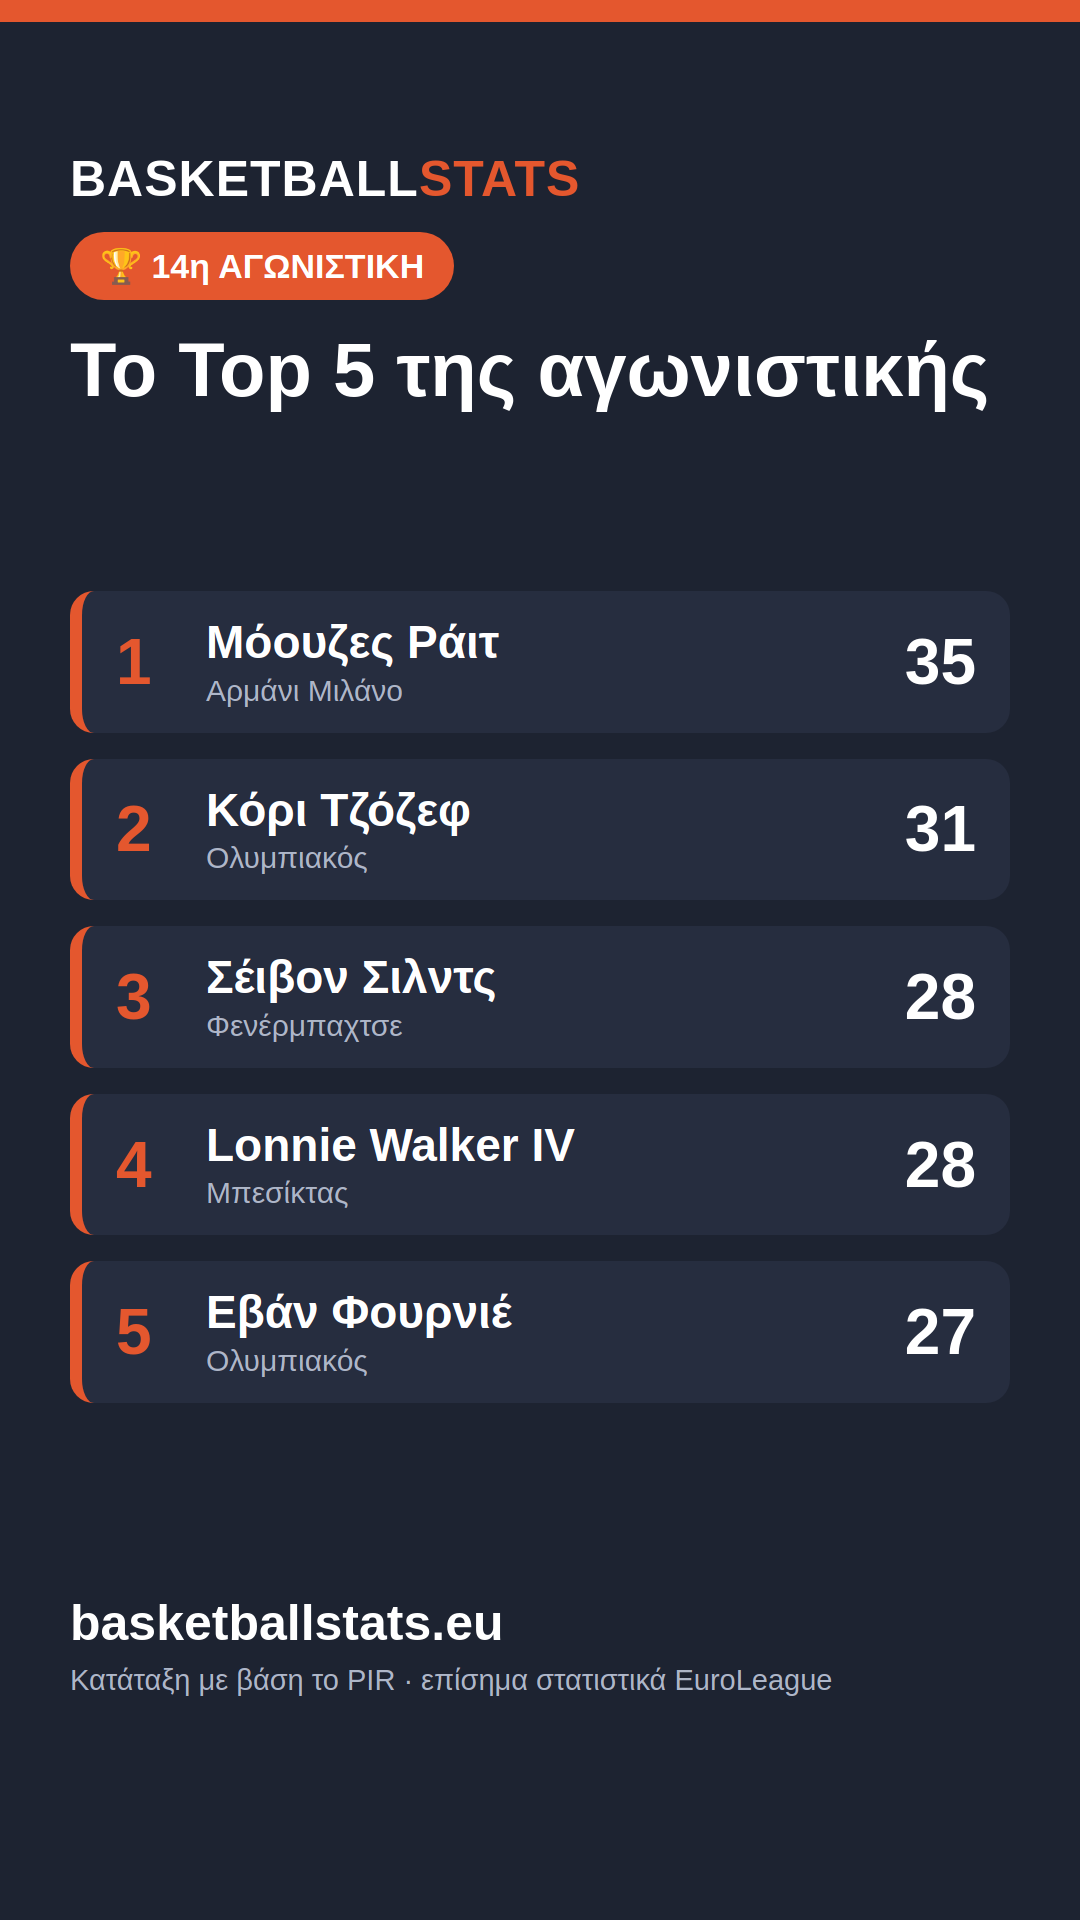 BASKETBALLSTATS
🏆 14η ΑΓΩΝΙΣΤΙΚΗ
Το Top 5 της αγωνιστικής
1
Μόουζες Ράιτ
Αρμάνι Μιλάνο
35
2
Κόρι Τζόζεφ
Ολυμπιακός
31
3
Σέιβον Σιλντς
Φενέρμπαχτσε
28
4
Lonnie Walker IV
Μπεσίκτας
28
5
Εβάν Φουρνιέ
Ολυμπιακός
27
basketballstats.eu
Κατάταξη με βάση το PIR · επίσημα στατιστικά EuroLeague